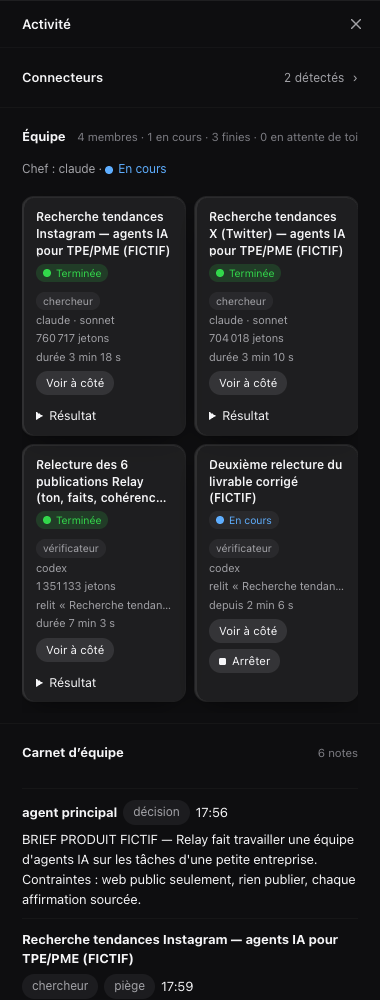 Activité
Connecteurs
2 détectés ›
Équipe
4 membres · 1 en cours · 3 finies · 0 en attente de toi
Chef : claude · En cours
Recherche tendances
Instagram — agents IA
pour TPE/PME (FICTIF)
Terminée
chercheur
claude · sonnet
760 717 jetons
durée 3 min 18 s
Voir à côté
Résultat
Recherche tendances
X (Twitter) — agents IA
pour TPE/PME (FICTIF)
Terminée
chercheur
claude · sonnet
704 018 jetons
durée 3 min 10 s
Voir à côté
Résultat
Relecture des 6
publications Relay
(ton, faits, cohérenc...
Terminée
vérificateur
codex
1 351 133 jetons
relit « Recherche tendan...
durée 7 min 3 s
Voir à côté
Résultat
Deuxième relecture du
livrable corrigé
(FICTIF)
En cours
vérificateur
codex
relit « Recherche tendan...
depuis 2 min 6 s
Voir à côté
Arrêter
Carnet d’équipe
6 notes
agent principal décision 17:56
BRIEF PRODUIT FICTIF — Relay fait travailler une équipe
d'agents IA sur les tâches d'une petite entreprise.
Contraintes : web public seulement, rien publier, chaque
affirmation sourcée.
Recherche tendances Instagram — agents IA pour
TPE/PME (FICTIF)
chercheur piège 17:59